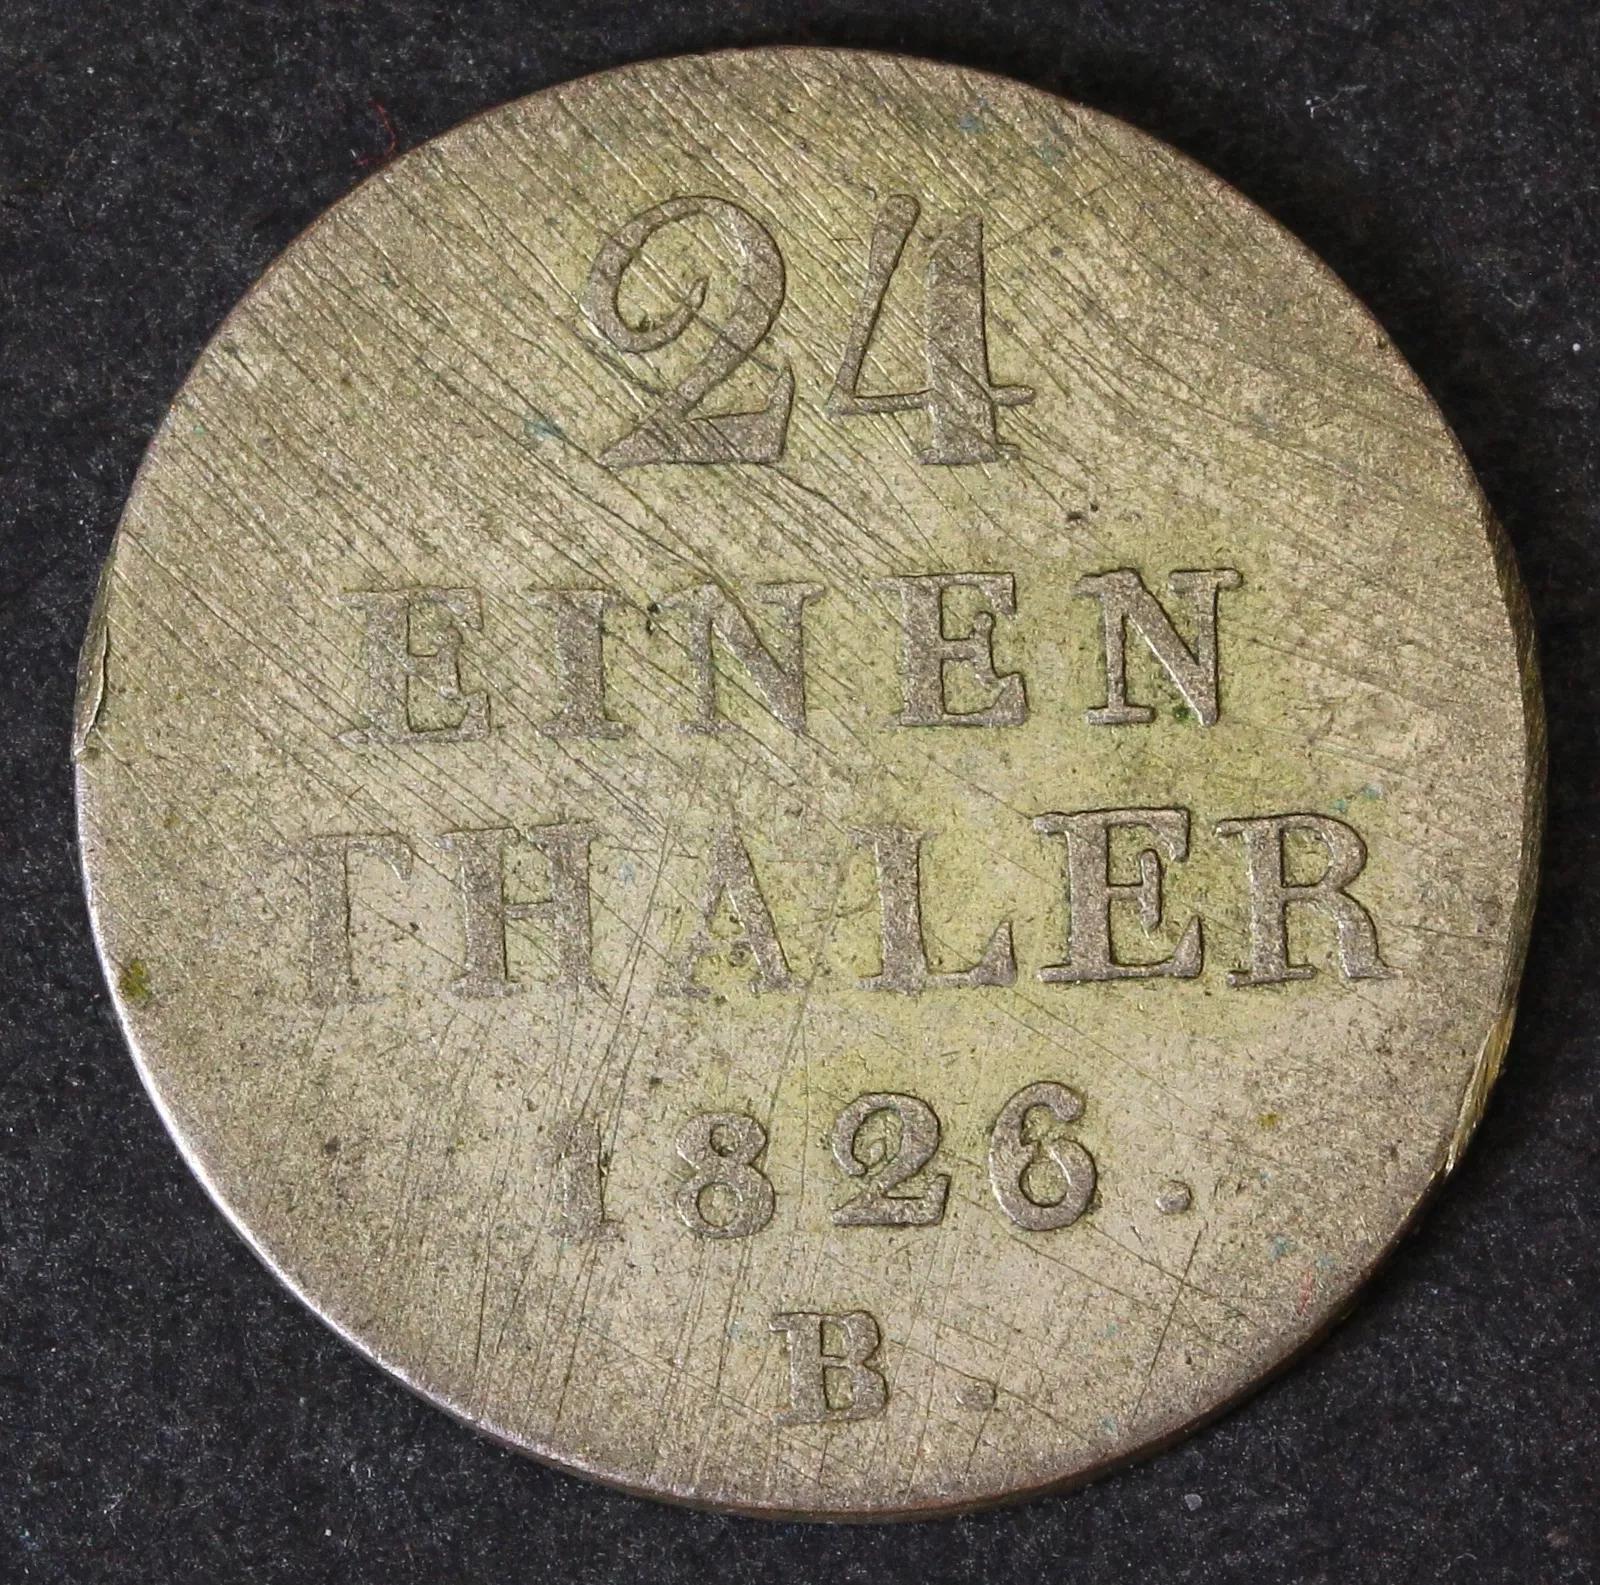 24
EINEN
THALER
1826.
B.